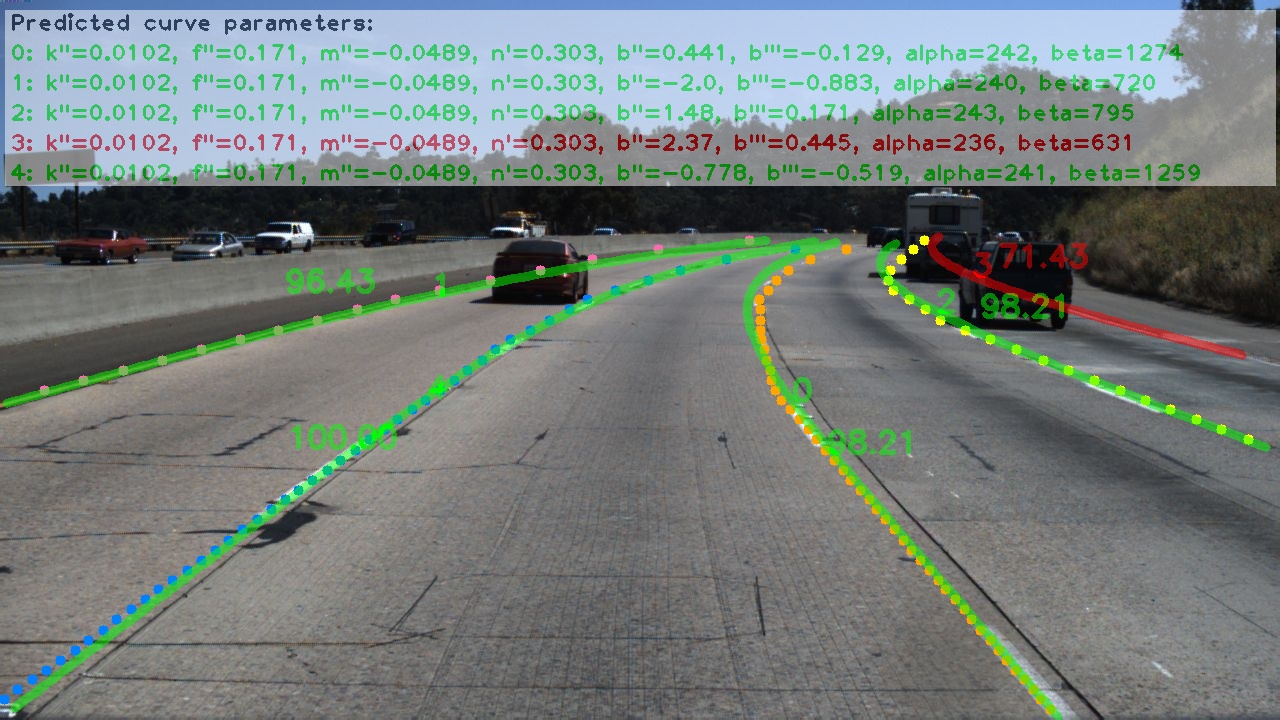 Predicted curve parameters:
0: k''=0.0102, f''=0.171, m''=-0.0489, n'=0.303, b''=0.441, b'''=-0.129, alpha=242, beta=1274
1: k''=0.0102, f''=0.171, m''=-0.0489, n'=0.303, b''=-2.0, b'''=-0.883, alpha=240, beta=720
2: k''=0.0102, f''=0.171, m''=-0.0489, n'=0.303, b''=1.48, b'''=0.171, alpha=243, beta=795
3: k''=0.0102, f''=0.171, m''=-0.0489, n'=0.303, b''=2.37, b'''=0.445, alpha=236, beta=631
4: k''=0.0102, f''=0.171, m''=-0.0489, n'=0.303, b''=-0.778, b'''=-0.519, alpha=241, beta=1259
3 71.43
96.43 1
2 98.21
4 0
100.00 98.21